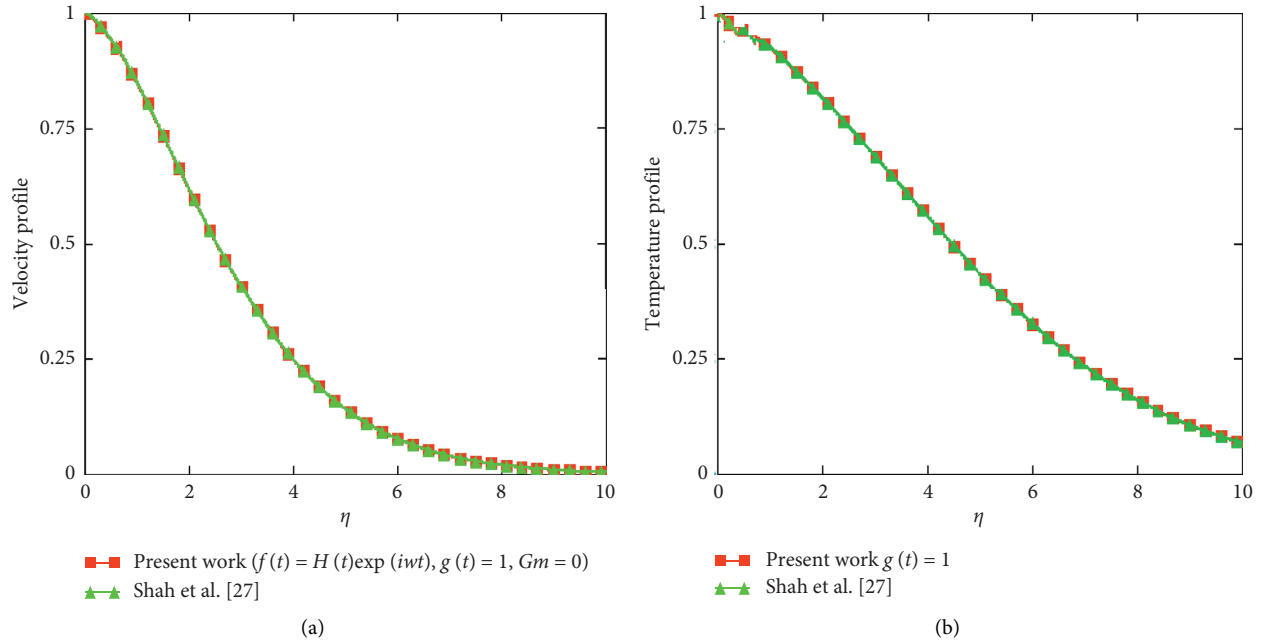 1
0.75
0.5
0.25
0
Velocity profile
0 2 4 6 8 10
η
Present work (f (t) = H (t)exp (iwt), g (t) = 1, Gm = 0)
Shah et al. [27]
(a)
1
0.75
0.5
0.25
0
Temperature profile
0 2 4 6 8 10
η
Present work g (t) = 1
Shah et al. [27]
(b)